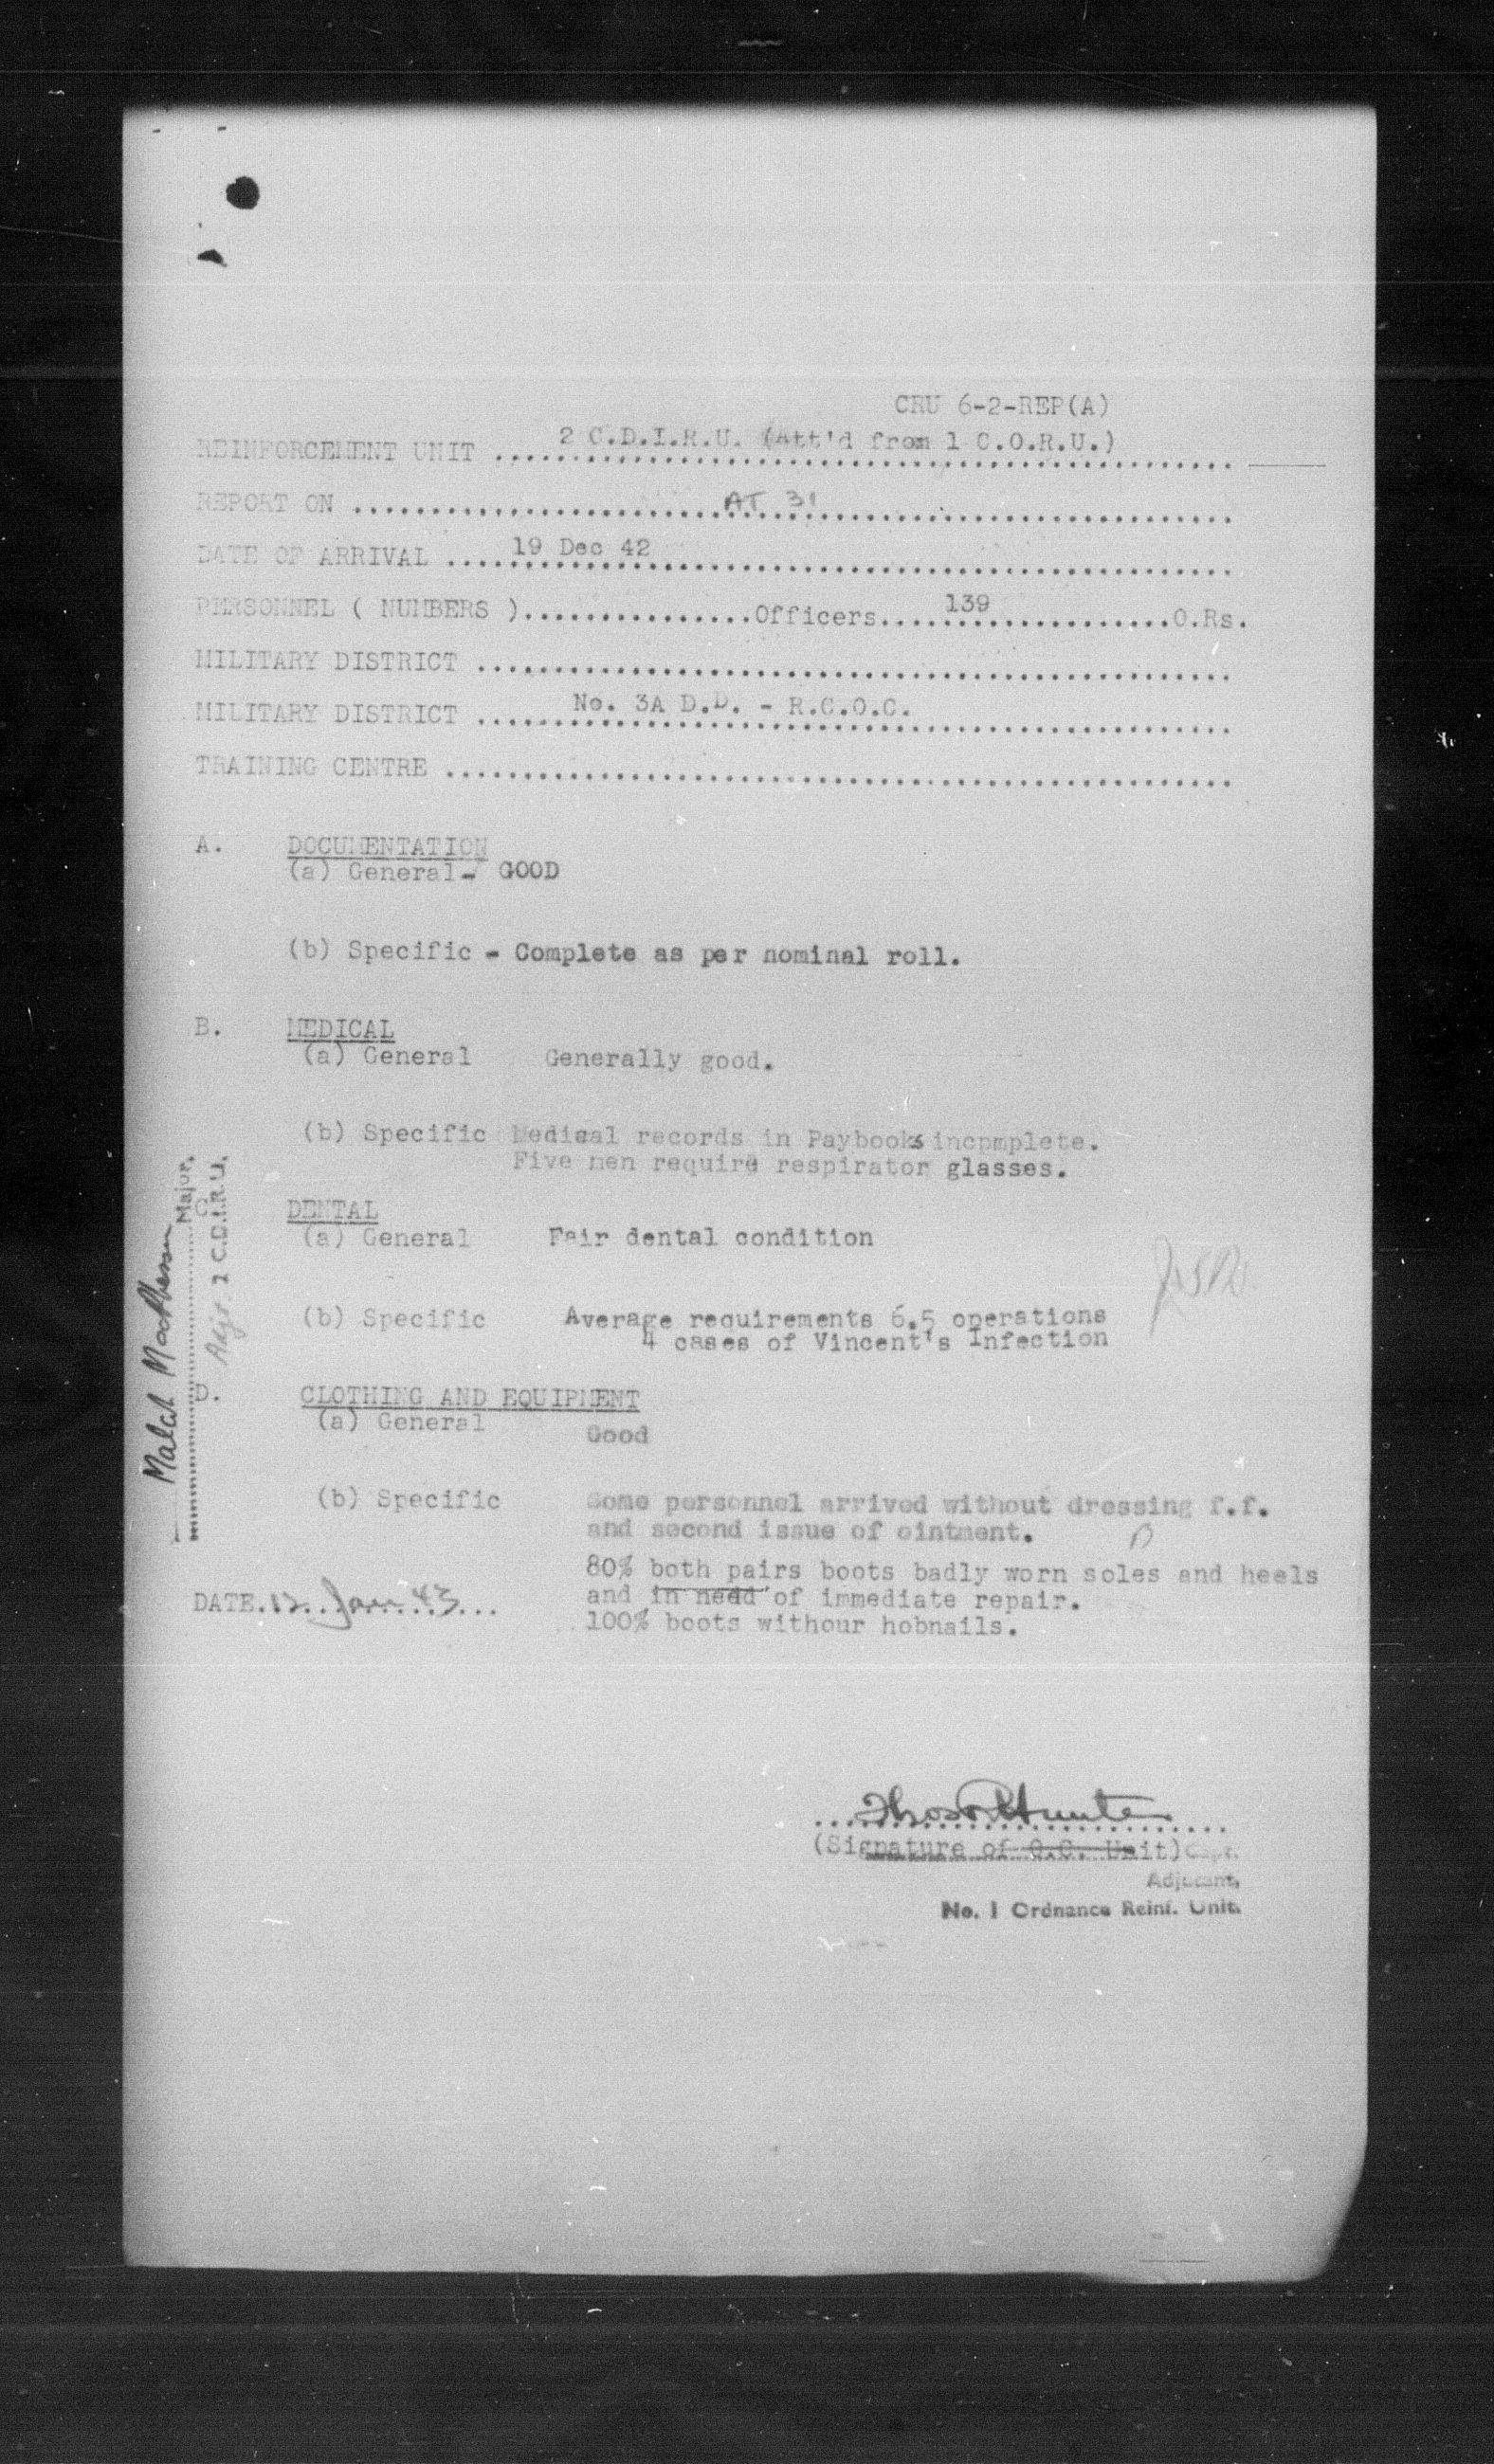 CRU 6-2-REP(A)
REINFORCEMENT UNIT ... 2 C.D.I.R.U. (Att'd from 1 C.O.R.U.)
REPORT ON ... AT 31
DATE OF ARRIVAL ... 19 Dec 42
PERSONNEL ( NUMBERS )...Officers...139...O.Rs.
MILITARY DISTRICT ...
MILITARY DISTRICT ... No. 3A D.D. - R.C.O.C.
TRAINING CENTRE ...
A. DOCUMENTATION
(a) General - GOOD
(b) Specific - Complete as per nominal roll.
B. MEDICAL
(a) General Generally good.
(b) Specific Medical records in Paybooks incpmplete.
Five men require respirator glasses.
C. DENTAL
(a) General Fair dental condition
(b) Specific Average requirements 6.5 operations
4 cases of Vincent's Infection
D. CLOTHING AND EQUIPMENT
(a) General Good
(b) Specific Some personnel arrived without dressing f.f.
and second issue of ointment.
80% both pairs boots badly worn soles and heels
and in need of immediate repair.
100% boots withour hobnails.
DATE. 12 Jan 43
Major,
Adjt. 2 C.D.I.R.U.
Thos R Hunter
(Signature of O.C. Unit) Capt.
Adjutant,
No. 1 Ordnance Reinf. Unit.